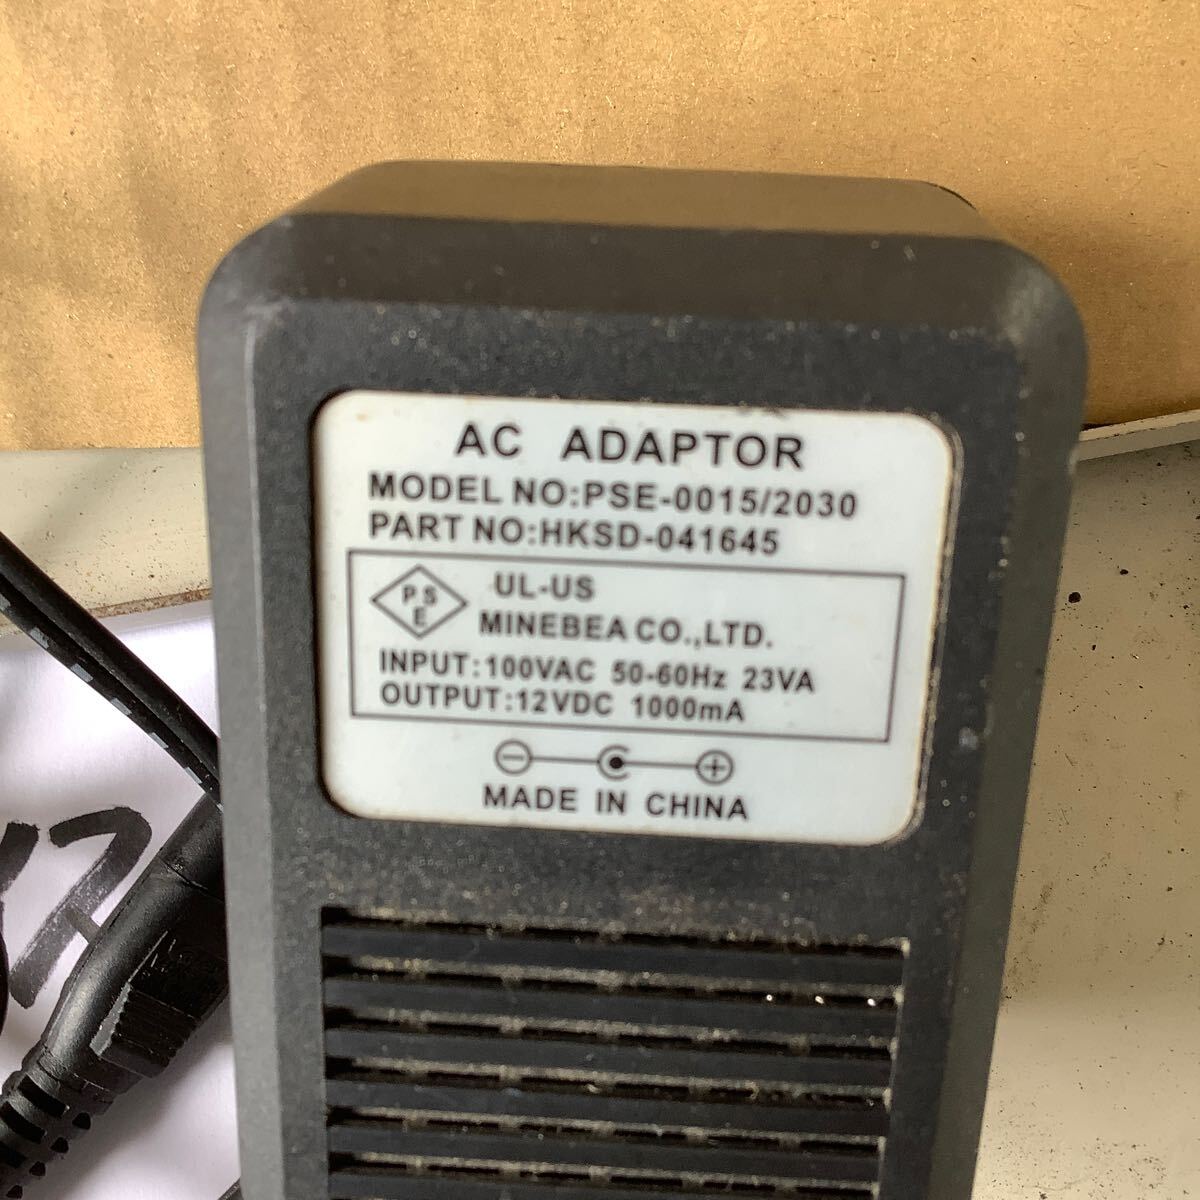 AC ADAPTOR
MODEL NO:PSE-0015/2030
PART NO:HKSD-041645
P S
E
UL-US
MINEBEA CO.,LTD.
INPUT:100VAC 50-60Hz 23VA
OUTPUT:12VDC 1000mA
MADE IN CHINA